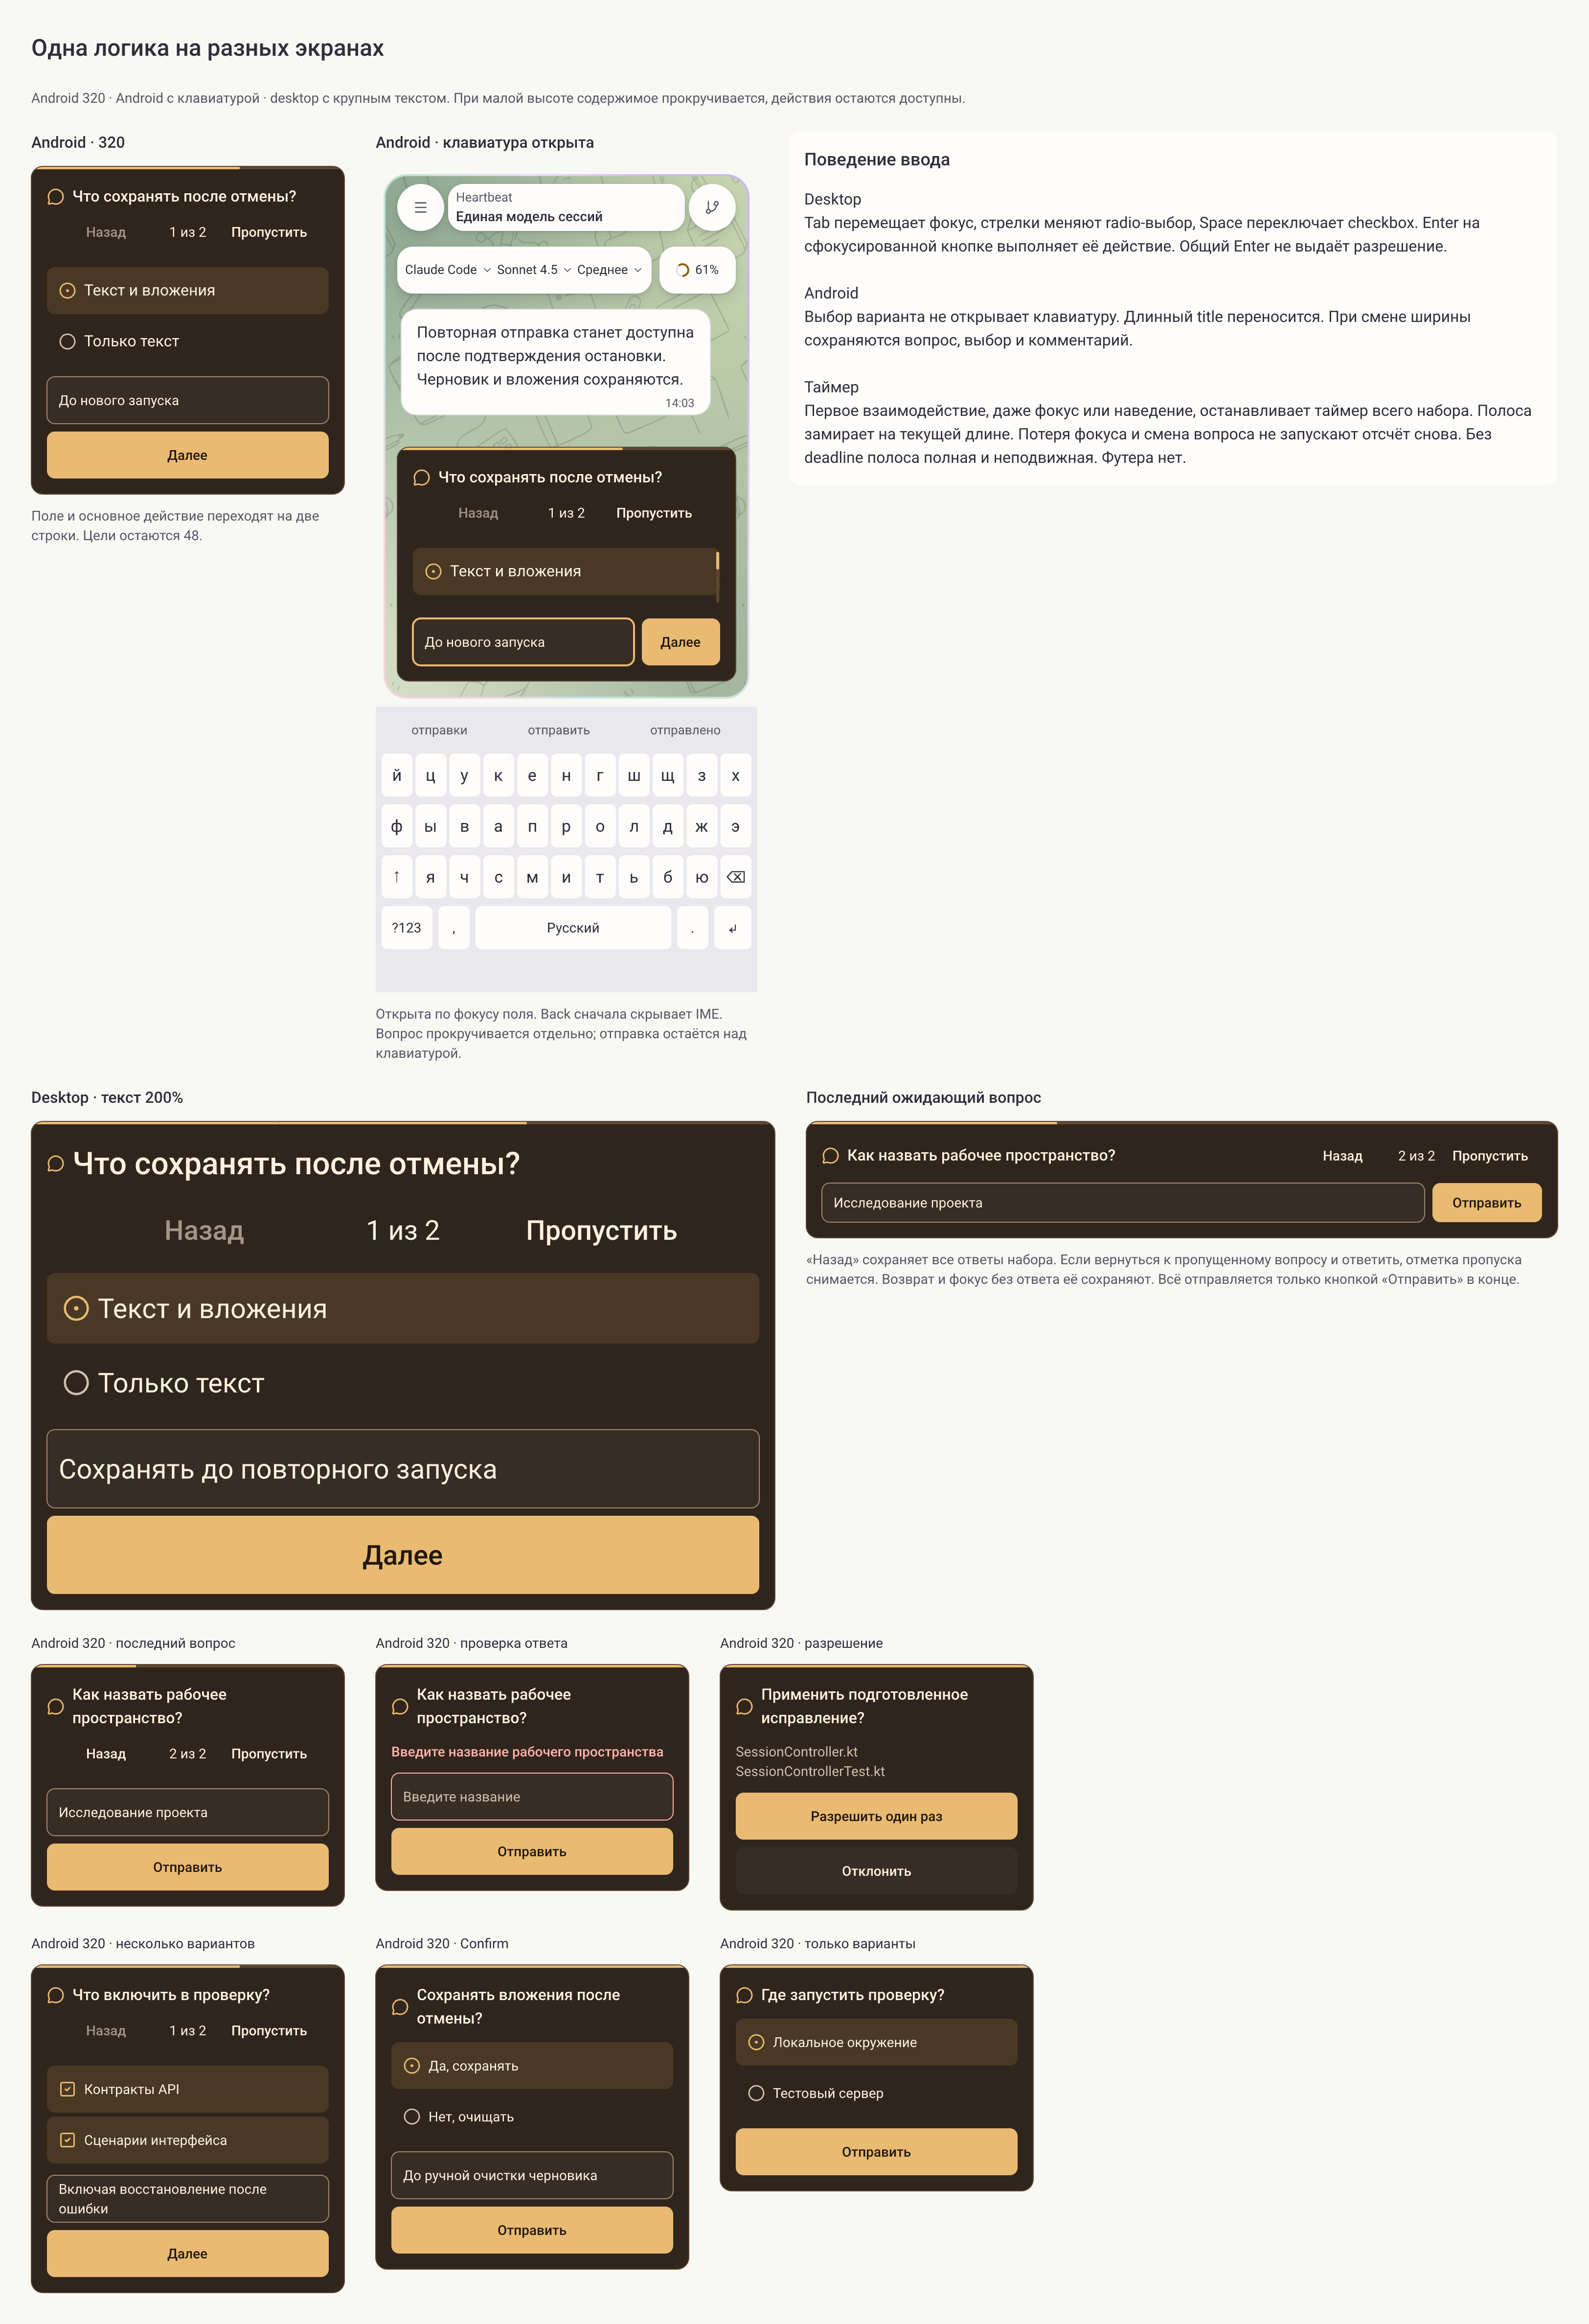 Одна логика на разных экранах
Android 320 · Android с клавиатурой · desktop с крупным текстом. При малой высоте содержимое прокручивается, действия остаются доступны.
Android · 320
Что сохранять после отмены?
Назад 1 из 2 Пропустить
Текст и вложения
Только текст
До нового запуска
Далее
Поле и основное действие переходят на две
строки. Цели остаются 48.
Android · клавиатура открыта
Heartbeat
Единая модель сессий
Claude Code Sonnet 4.5 Среднее 61%
Повторная отправка станет доступна
после подтверждения остановки.
Черновик и вложения сохраняются.
14:03
Что сохранять после отмены?
Назад 1 из 2 Пропустить
Текст и вложения
До нового запуска Далее
отправки отправить отправлено
й ц у к е н г ш щ з х
ф ы в а п р о л д ж э
↑ я ч с м и т ь б ю ⌫
?123 , Русский . ↲
Открыта по фокусу поля. Back сначала скрывает IME.
Вопрос прокручивается отдельно; отправка остаётся над
клавиатурой.
Поведение ввода
Desktop
Tab перемещает фокус, стрелки меняют radio-выбор, Space переключает checkbox. Enter на
сфокусированной кнопке выполняет её действие. Общий Enter не выдаёт разрешение.
Android
Выбор варианта не открывает клавиатуру. Длинный title переносится. При смене ширины
сохраняются вопрос, выбор и комментарий.
Таймер
Первое взаимодействие, даже фокус или наведение, останавливает таймер всего набора. Полоса
замирает на текущей длине. Потеря фокуса и смена вопроса не запускают отсчёт снова. Без
deadline полоса полная и неподвижная. Футера нет.
Desktop · текст 200%
Что сохранять после отмены?
Назад 1 из 2 Пропустить
Текст и вложения
Только текст
Сохранять до повторного запуска
Далее
Последний ожидающий вопрос
Как назвать рабочее пространство? Назад 2 из 2 Пропустить
Исследование проекта Отправить
«Назад» сохраняет все ответы набора. Если вернуться к пропущенному вопросу и ответить, отметка пропуска
снимается. Возврат и фокус без ответа её сохраняют. Всё отправляется только кнопкой «Отправить» в конце.
Android 320 · последний вопрос
Как назвать рабочее
пространство?
Назад 2 из 2 Пропустить
Исследование проекта
Отправить
Android 320 · проверка ответа
Как назвать рабочее
пространство?
Введите название рабочего пространства
Введите название
Отправить
Android 320 · разрешение
Применить подготовленное
исправление?
SessionController.kt
SessionControllerTest.kt
Разрешить один раз
Отклонить
Android 320 · несколько вариантов
Что включить в проверку?
Назад 1 из 2 Пропустить
Контракты API
Сценарии интерфейса
Включая восстановление после
ошибки
Далее
Android 320 · Confirm
Сохранять вложения после
отмены?
Да, сохранять
Нет, очищать
До ручной очистки черновика
Отправить
Android 320 · только варианты
Где запустить проверку?
Локальное окружение
Тестовый сервер
Отправить